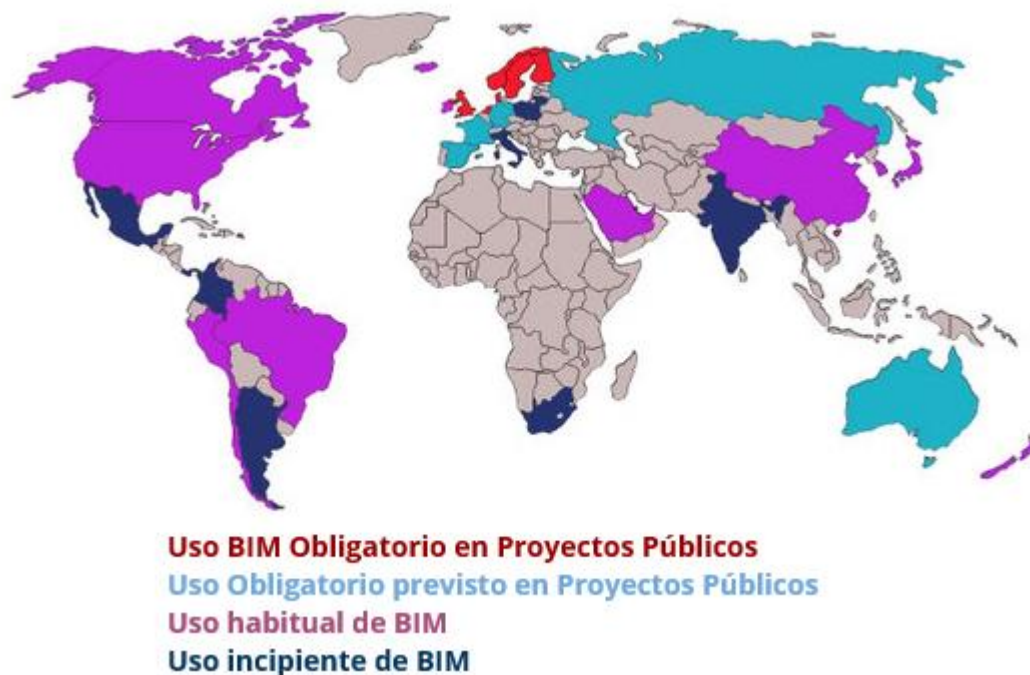 Uso BIM Obligatorio en Proyectos Públicos
Uso Obligatorio previsto en Proyectos Públicos
Uso habitual de BIM
Uso incipiente de BIM